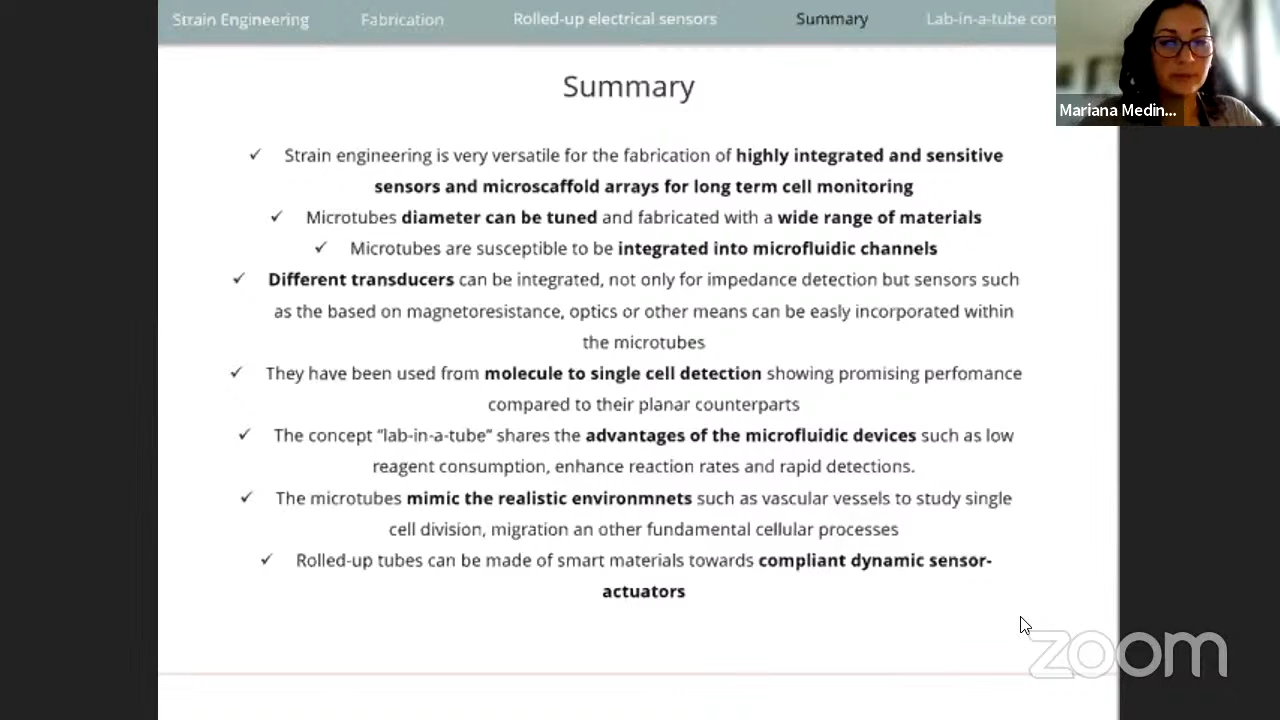 Strain Engineering Fabrication Rolled-up electrical sensors Summary Lab-in-a-tube con
Mariana Medin...
Summary
✓ Strain engineering is very versatile for the fabrication of highly integrated and sensitive
sensors and microscaffold arrays for long term cell monitoring
✓ Microtubes diameter can be tuned and fabricated with a wide range of materials
✓ Microtubes are susceptible to be integrated into microfluidic channels
✓ Different transducers can be integrated, not only for impedance detection but sensors such
as the based on magnetoresistance, optics or other means can be easly incorporated within
the microtubes
✓ They have been used from molecule to single cell detection showing promising perfomance
compared to their planar counterparts
✓ The concept “lab-in-a-tube” shares the advantages of the microfluidic devices such as low
reagent consumption, enhance reaction rates and rapid detections.
✓ The microtubes mimic the realistic environmnets such as vascular vessels to study single
cell division, migration an other fundamental cellular processes
✓ Rolled-up tubes can be made of smart materials towards compliant dynamic sensor-
actuators
zoom